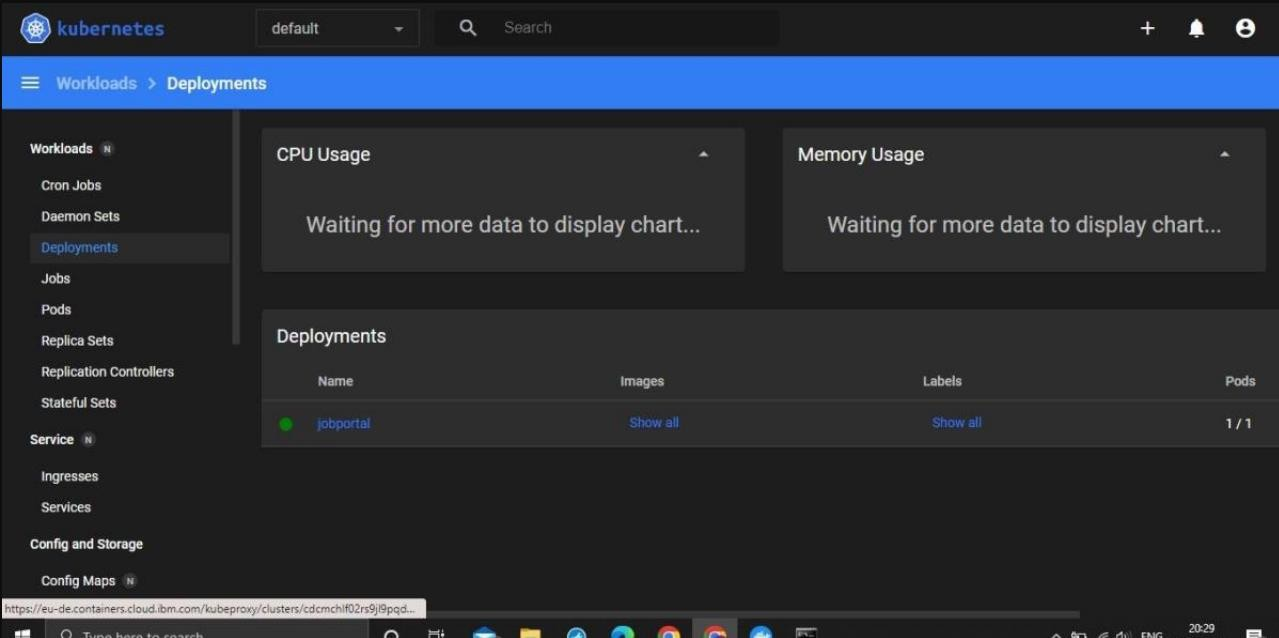 kubernetes
default
Search
Workloads > Deployments
Workloads N
Cron Jobs
Daemon Sets
Deployments
Jobs
Pods
Replica Sets
Replication Controllers
Stateful Sets
Service N
Ingresses
Services
Config and Storage
Config Maps N
CPU Usage
Waiting for more data to display chart...
Memory Usage
Waiting for more data to display chart...
Deployments
Name Images Labels Pods
jobportal Show all Show all 1 / 1
https://eu-de.containers.cloud.ibm.com/kubeproxy/clusters/cdcmchlf02rs9jl9pqd...
Type here to search
ENG
20:29